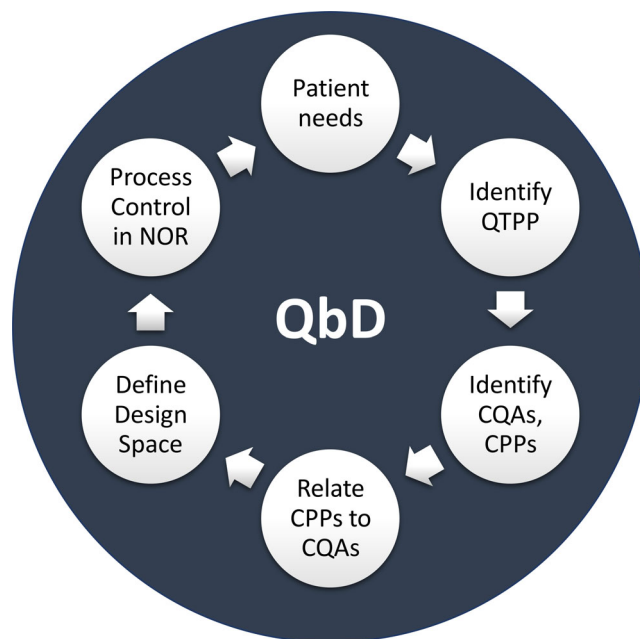 Patient
needs
Identify
QTPP
Identify
CQAs,
CPPs
Relate
CPPs to
CQAs
Define
Design
Space
Process
Control
in NOR
QbD